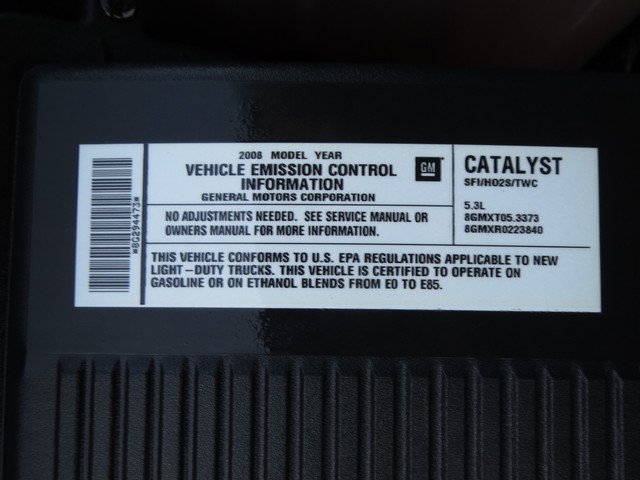 *8G294473*
2008 MODEL YEAR
VEHICLE EMISSION CONTROL
INFORMATION
GENERAL MOTORS CORPORATION
GM
NO ADJUSTMENTS NEEDED. SEE SERVICE MANUAL OR
OWNERS MANUAL FOR MORE INFORMATION.
CATALYST
SFI/HO2S/TWC
5.3L
8GMXT05.3373
8GMXR0223840
THIS VEHICLE CONFORMS TO U.S. EPA REGULATIONS APPLICABLE TO NEW
LIGHT-DUTY TRUCKS. THIS VEHICLE IS CERTIFIED TO OPERATE ON
GASOLINE OR ON ETHANOL BLENDS FROM E0 TO E85.